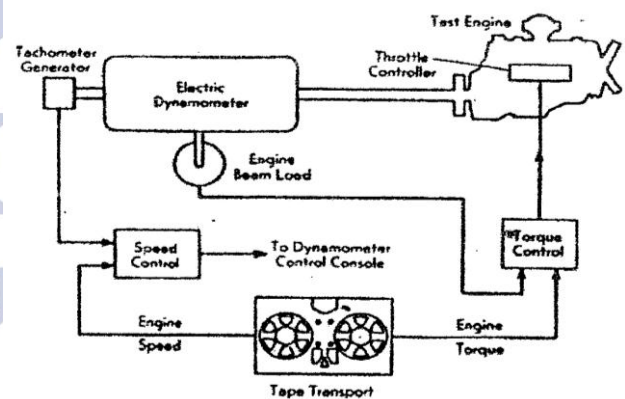 Test Engine
Tachometer
Generator
Throttle
Controller
Electric
Dynamometer
Engine
Beam Load
Speed
Control
To Dynamometer
Control Console
Torque
Control
Engine
Speed
Engine
Torque
Tape Transport